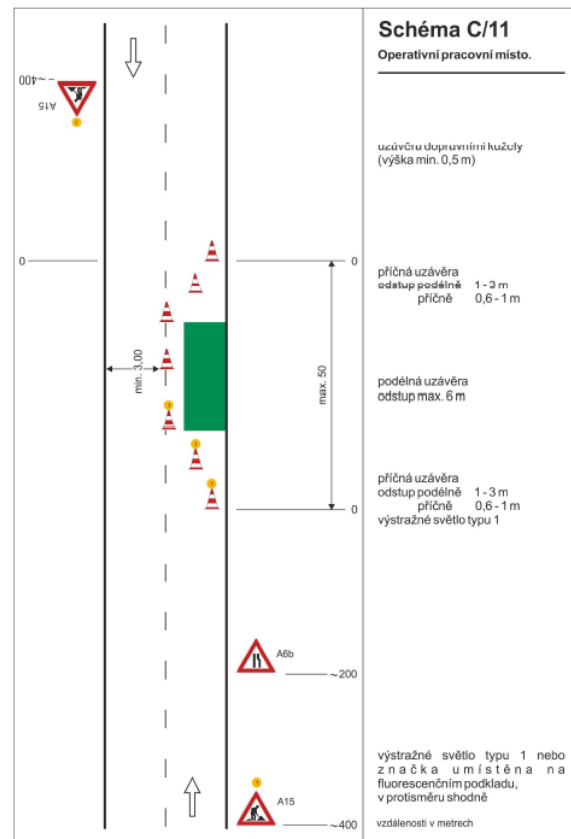 Schéma C/11
Operativní pracovní místo.
~400
A15
uzávěra dopravními kužely
(výška min. 0,5 m)
0
0
příčná uzávěra
odstup podélně 1 - 3 m
příčně 0,6 - 1 m
min. 3,00
max. 50
podélná uzávěra
odstup max. 6 m
příčná uzávěra
odstup podélně 1 - 3 m
příčně 0,6 - 1 m
výstražné světlo typu 1
0
A6b
~200
výstražné světlo typu 1 nebo
značka umístěna na
fluorescenčním podkladu,
v protisměru shodně
A15
~400
vzdálenosti v metrech